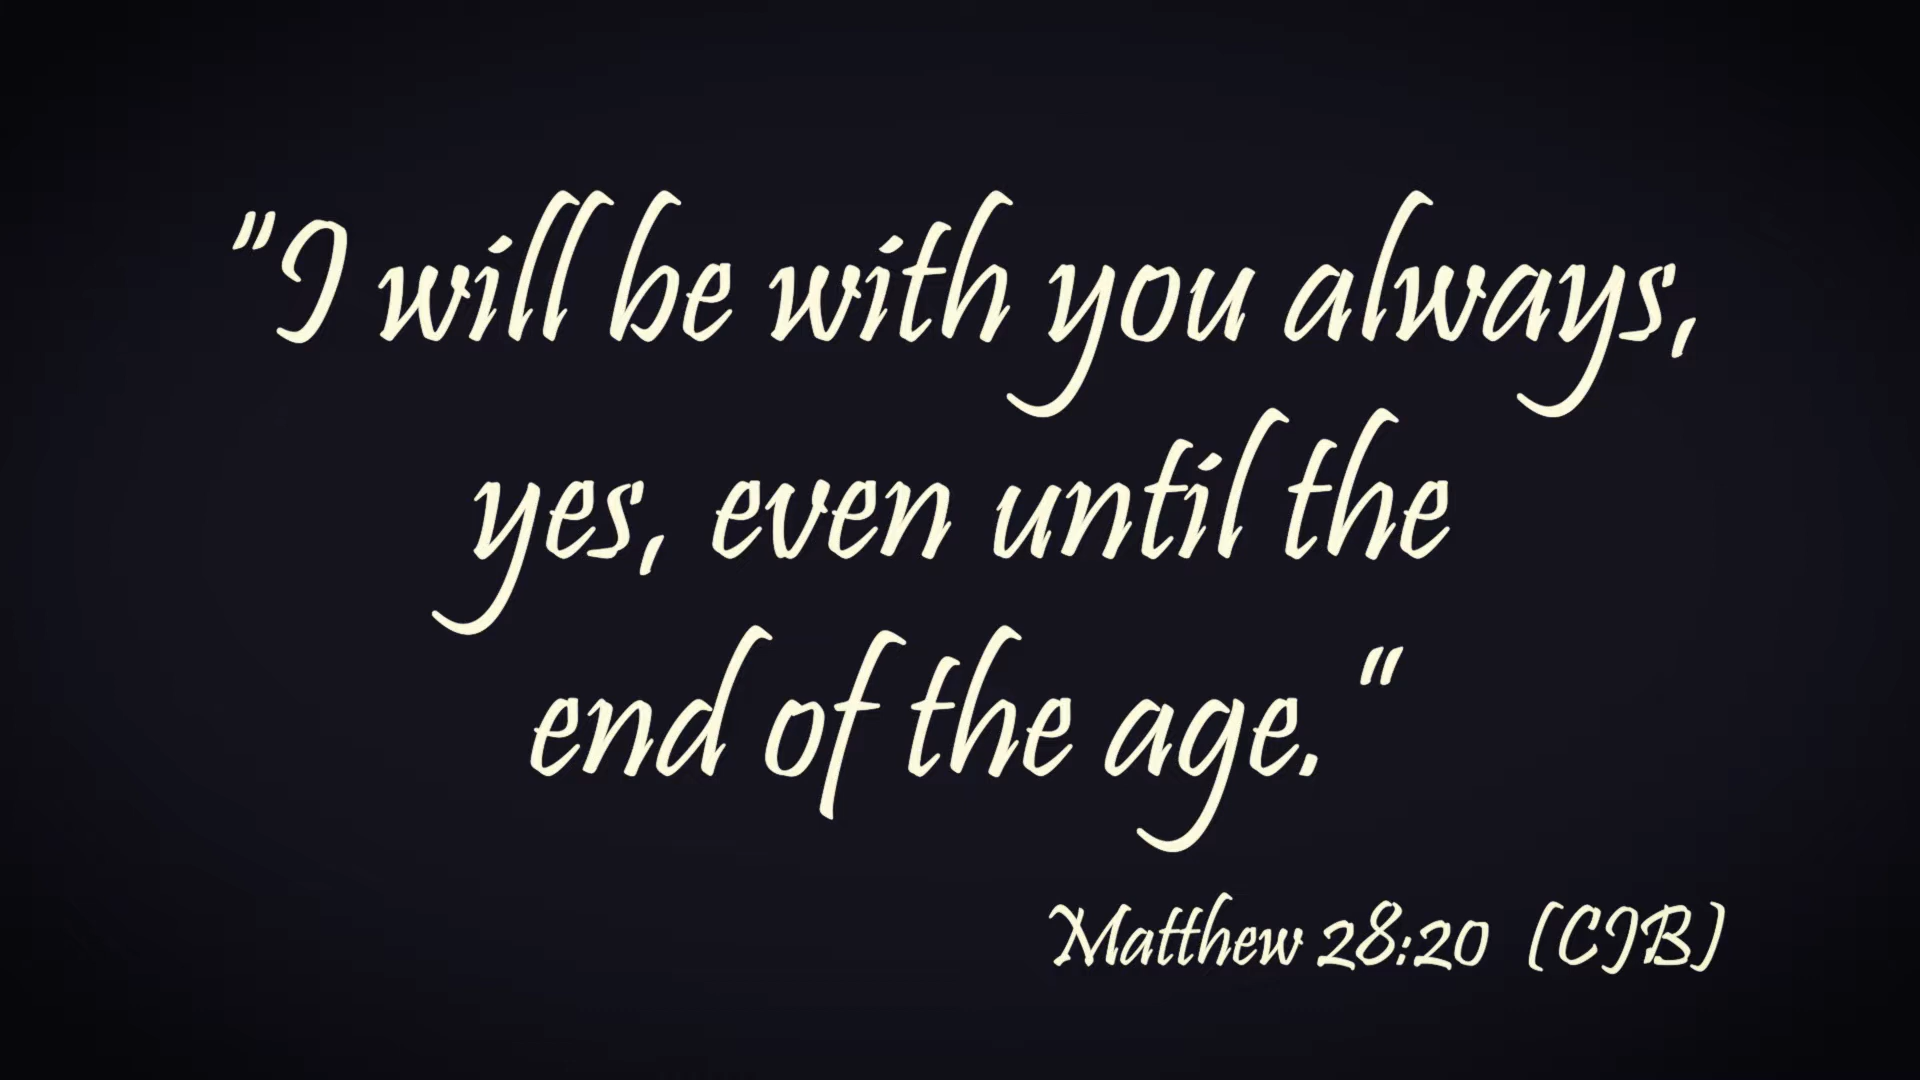 "I will be with you always,
yes, even until the
end of the age."
Matthew 28:20 (CJB)